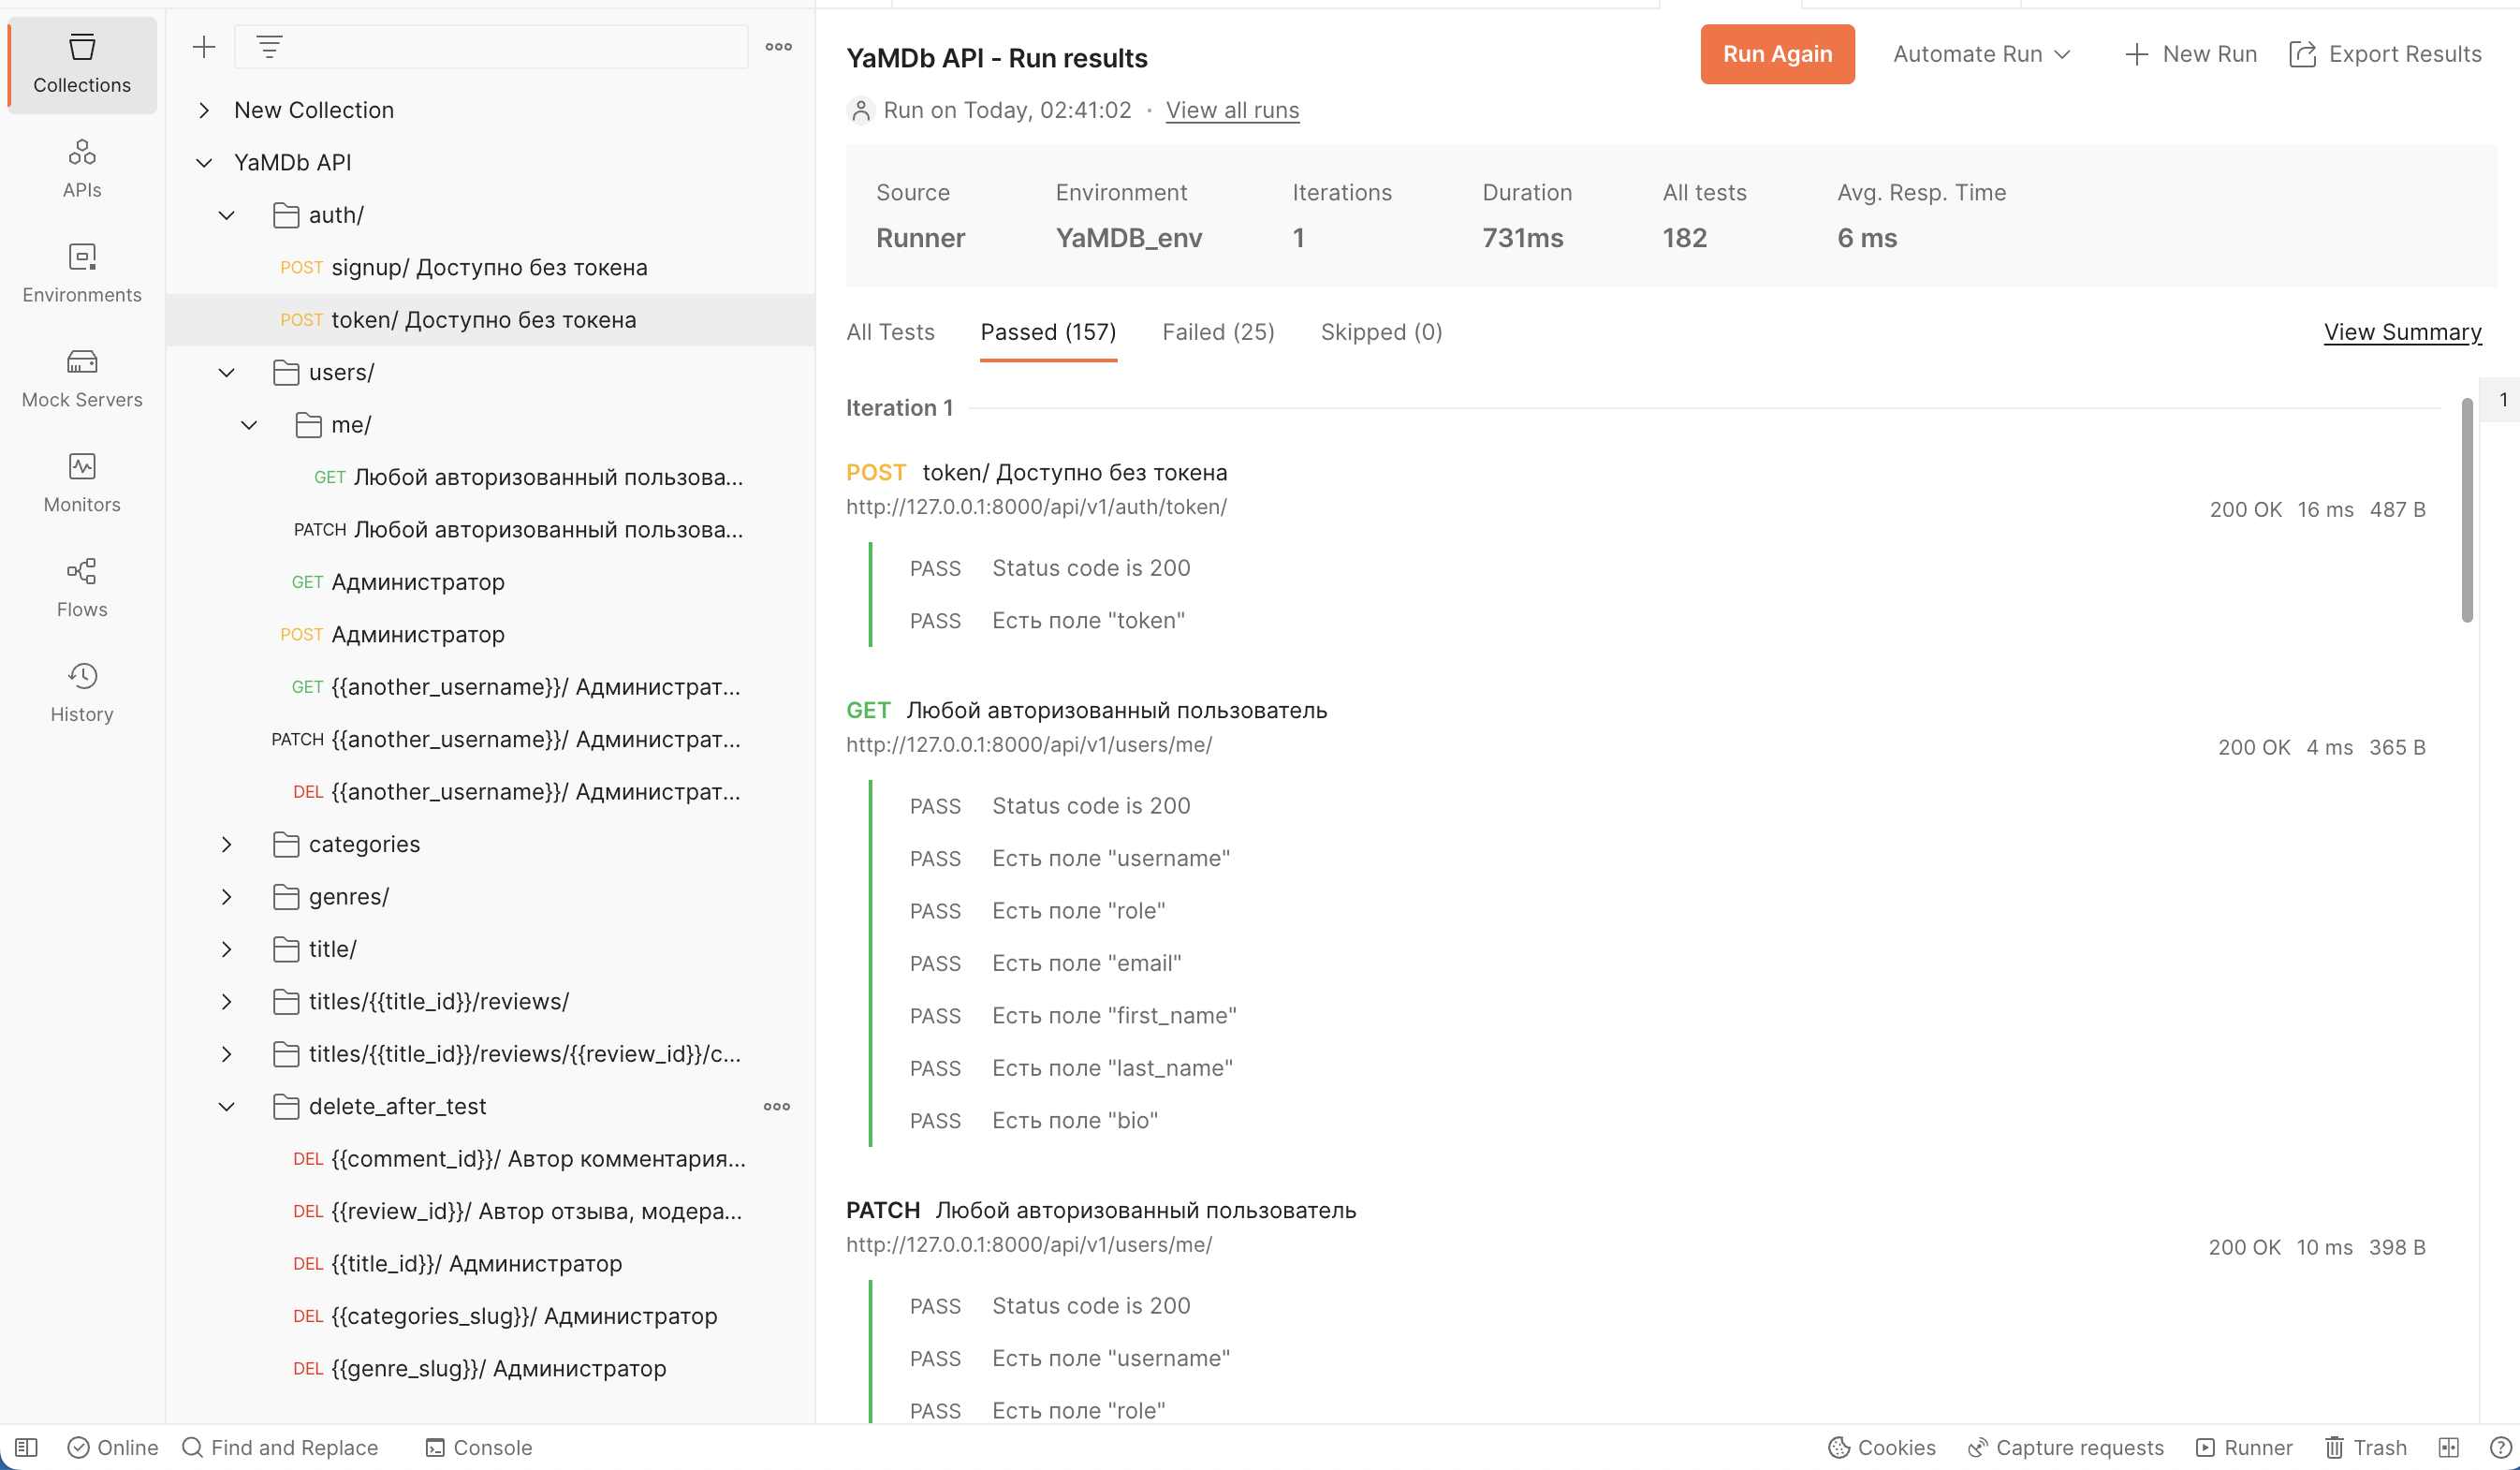 Collections
APIs
Environments
Mock Servers
Monitors
Flows
History
New Collection
YaMDb API
auth/
POST signup/ Доступно без токена
POST token/ Доступно без токена
users/
me/
GET Любой авторизованный пользова...
PATCH Любой авторизованный пользова...
GET Администратор
POST Администратор
GET {{another_username}}/ Администрат...
PATCH {{another_username}}/ Администрат...
DEL {{another_username}}/ Администрат...
categories
genres/
title/
titles/{{title_id}}/reviews/
titles/{{title_id}}/reviews/{{review_id}}/c...
delete_after_test
DEL {{comment_id}}/ Автор комментария...
DEL {{review_id}}/ Автор отзыва, модера...
DEL {{title_id}}/ Администратор
DEL {{categories_slug}}/ Администратор
DEL {{genre_slug}}/ Администратор
YaMDb API - Run results
Run Again Automate Run New Run Export Results
Run on Today, 02:41:02 · View all runs
Source Environment Iterations Duration All tests Avg. Resp. Time
Runner YaMDB_env 1 731ms 182 6 ms
All Tests Passed (157) Failed (25) Skipped (0) View Summary
Iteration 1
1
POST token/ Доступно без токена
http://127.0.0.1:8000/api/v1/auth/token/
200 OK 16 ms 487 B
PASS Status code is 200
PASS Есть поле "token"
GET Любой авторизованный пользователь
http://127.0.0.1:8000/api/v1/users/me/
200 OK 4 ms 365 B
PASS Status code is 200
PASS Есть поле "username"
PASS Есть поле "role"
PASS Есть поле "email"
PASS Есть поле "first_name"
PASS Есть поле "last_name"
PASS Есть поле "bio"
PATCH Любой авторизованный пользователь
http://127.0.0.1:8000/api/v1/users/me/
200 OK 10 ms 398 B
PASS Status code is 200
PASS Есть поле "username"
PASS Есть поле "role"
Online Find and Replace Console Cookies Capture requests Runner Trash